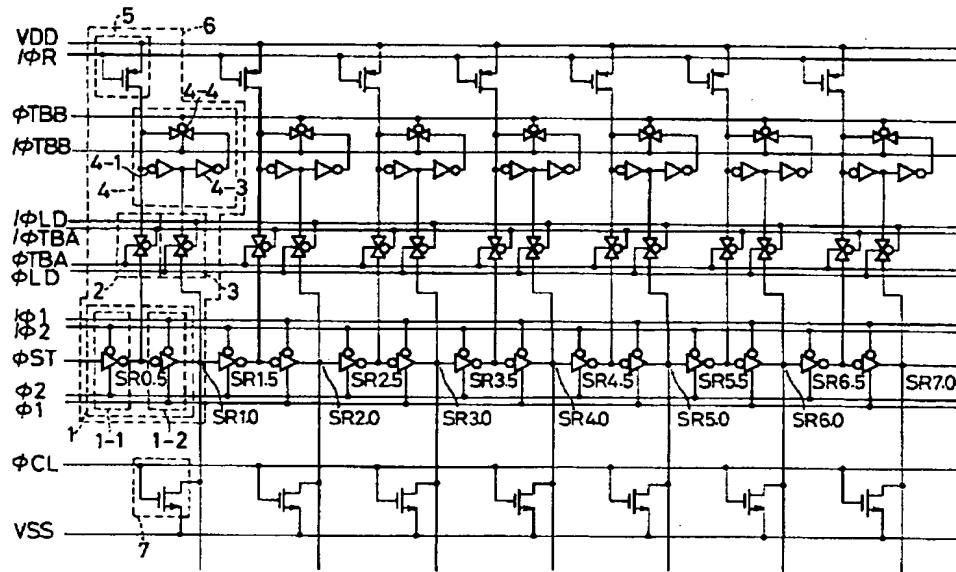 5 6
VDD
/ΦR
4-4
ΦTBB
/ΦTBB
4-1
4 4-3
/ΦLD
/ΦTBA
ΦTBA
ΦLD
2 3
/Φ1
/Φ2
ΦST
SR0.5 SR1.5 SR2.5 SR3.5 SR4.5 SR5.5 SR6.5 SR7.0
Φ2
Φ1
SR1.0 SR2.0 SR3.0 SR4.0 SR5.0 SR6.0
1 1-1 1-2
ΦCL
7
VSS